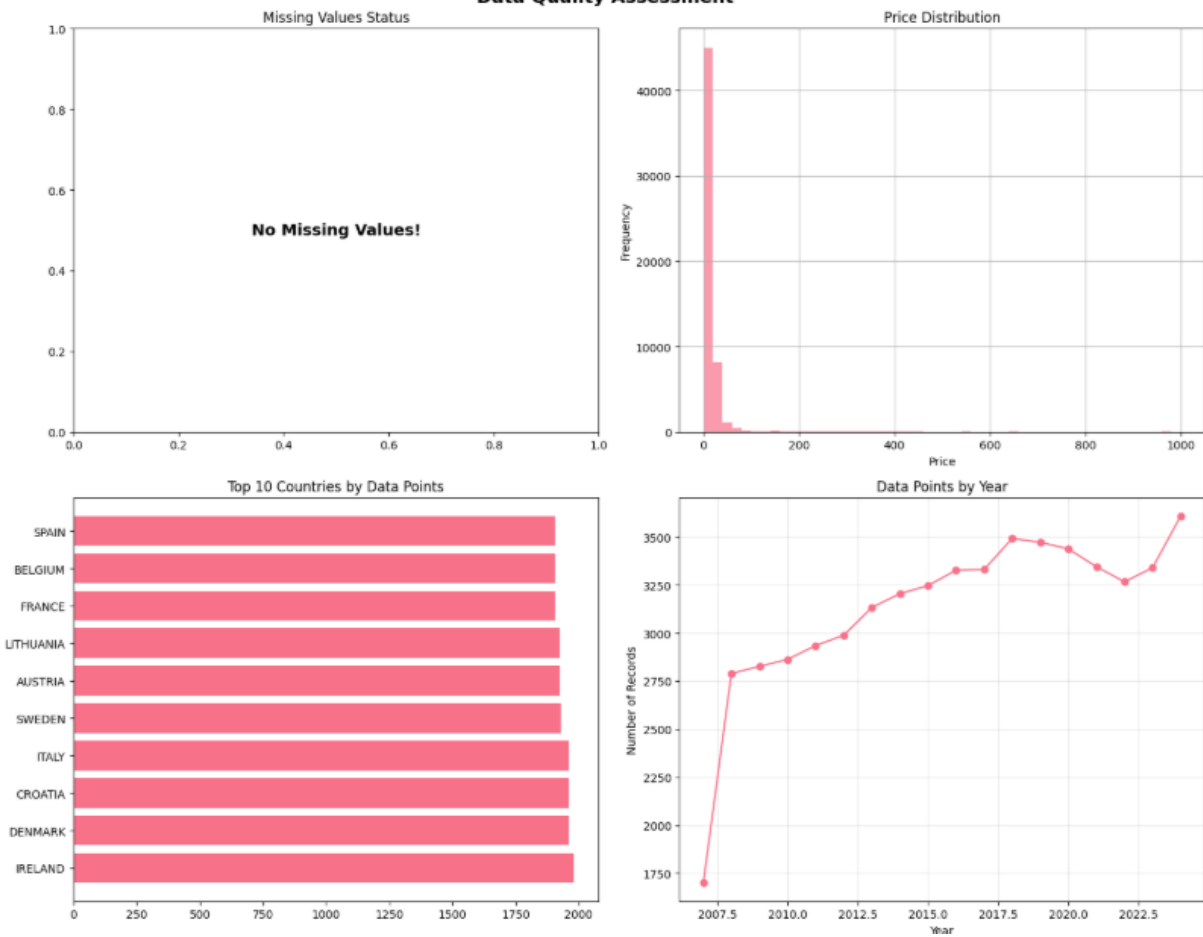 Data Quality Assessment
Missing Values Status
1.0
0.8
0.6
0.4
0.2
0.0
No Missing Values!
0.0 0.2 0.4 0.6 0.8 1.0
Price Distribution
Frequency
40000
30000
20000
10000
0
0 200 400 600 800 1000
Price
Top 10 Countries by Data Points
SPAIN
BELGIUM
FRANCE
LITHUANIA
AUSTRIA
SWEDEN
ITALY
CROATIA
DENMARK
IRELAND
0 250 500 750 1000 1250 1500 1750 2000
Data Points by Year
Number of Records
3500
3250
3000
2750
2500
2250
2000
1750
2007.5 2010.0 2012.5 2015.0 2017.5 2020.0 2022.5
Year